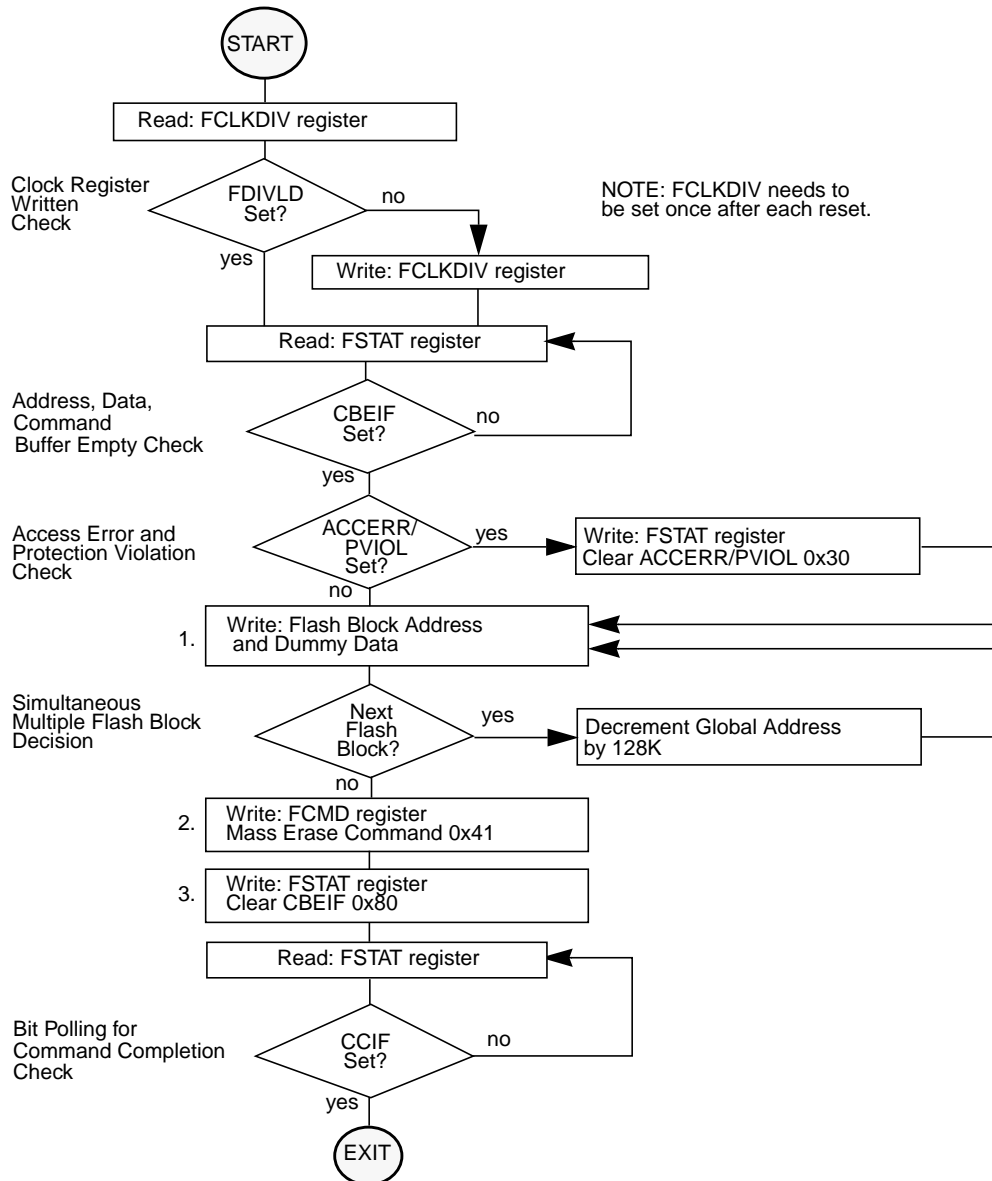 START
Read: FCLKDIV register
Clock Register
Written
Check
FDIVLD
Set?
no
yes
NOTE: FCLKDIV needs to
be set once after each reset.
Write: FCLKDIV register
Read: FSTAT register
Address, Data,
Command
Buffer Empty Check
CBEIF
Set?
no
yes
Access Error and
Protection Violation
Check
ACCERR/
PVIOL
Set?
yes
no
Write: FSTAT register
Clear ACCERR/PVIOL 0x30
1.
Write: Flash Block Address
and Dummy Data
Simultaneous
Multiple Flash Block
Decision
Next
Flash
Block?
yes
no
Decrement Global Address
by 128K
2.
Write: FCMD register
Mass Erase Command 0x41
3.
Write: FSTAT register
Clear CBEIF 0x80
Read: FSTAT register
Bit Polling for
Command Completion
Check
CCIF
Set?
no
yes
EXIT